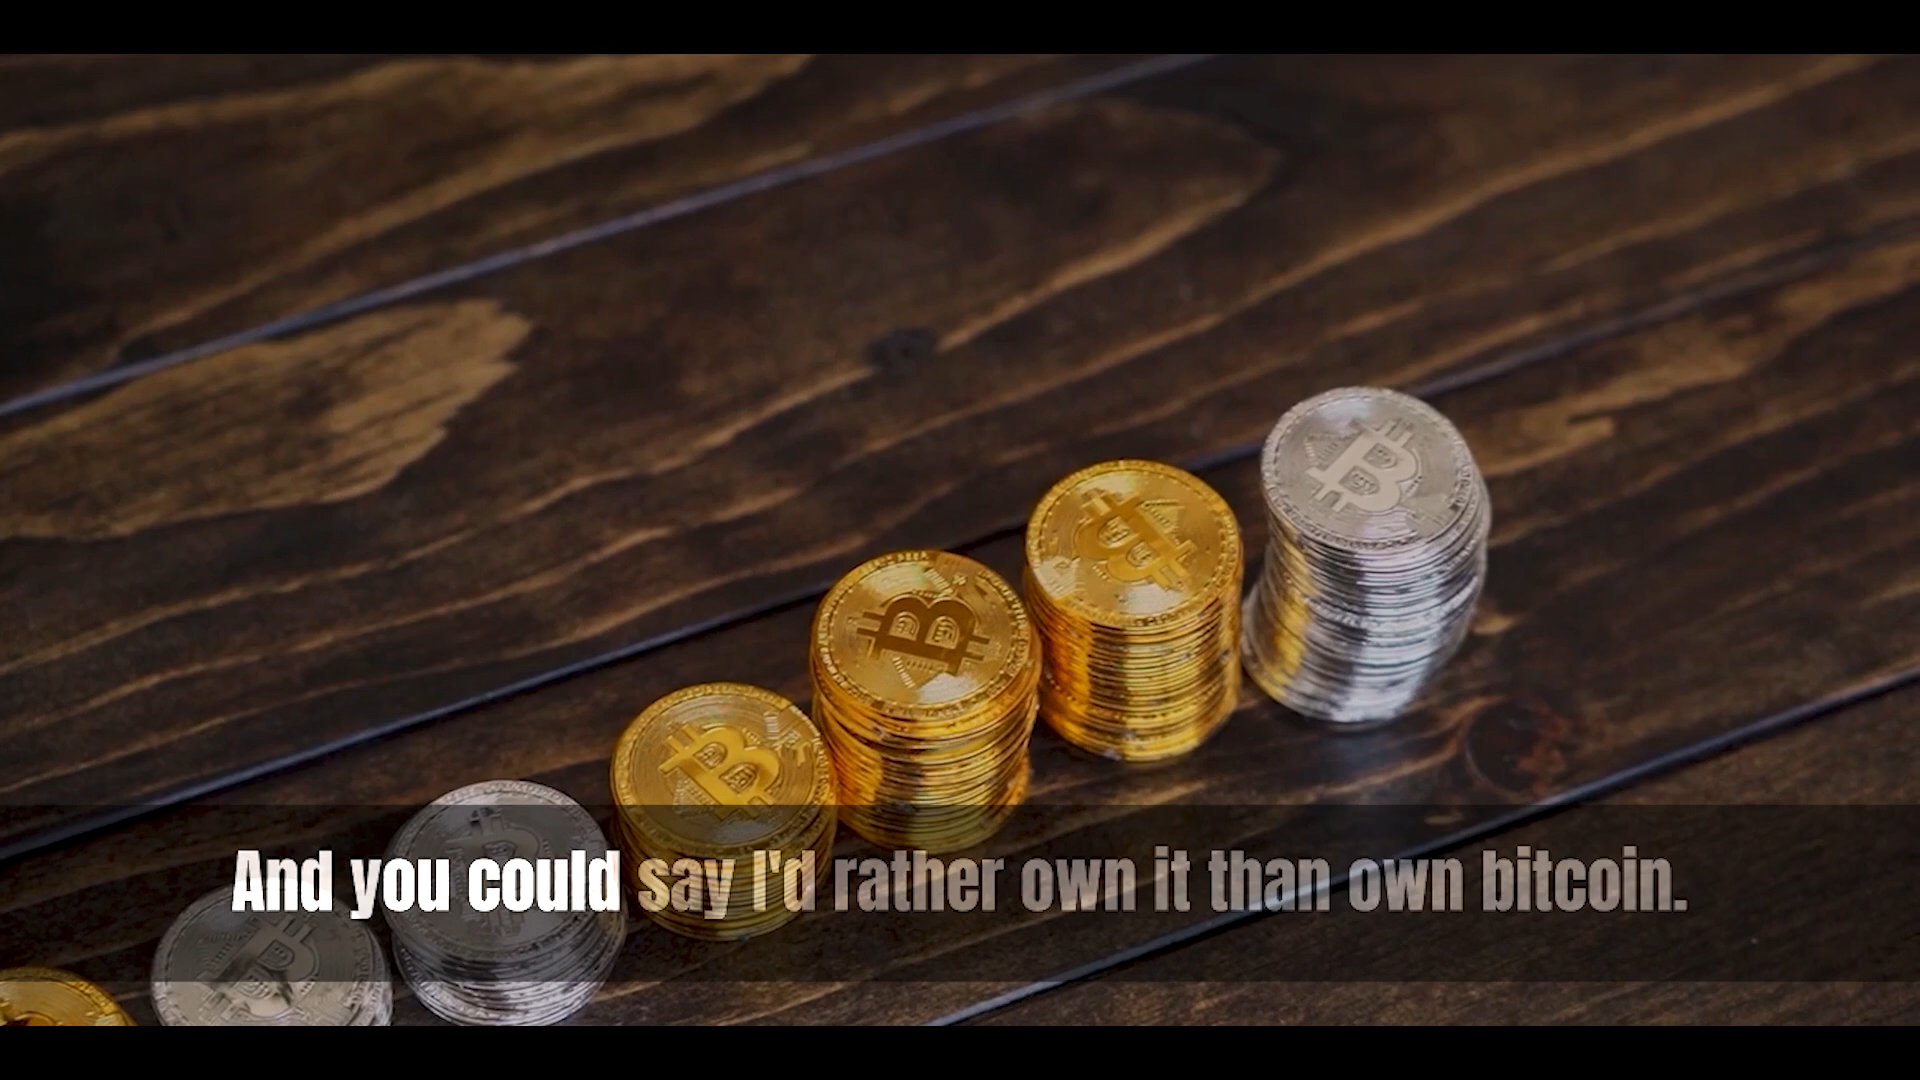 And you could say I'd rather own it than own bitcoin.